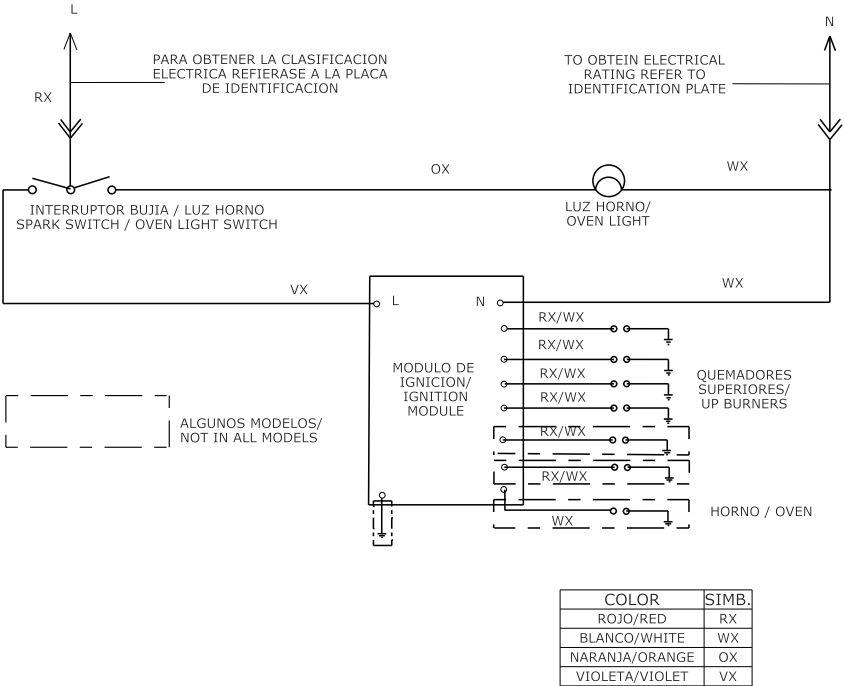 L
N
PARA OBTENER LA CLASIFICACION
ELECTRICA REFIERASE A LA PLACA
DE IDENTIFICACION
TO OBTEIN ELECTRICAL
RATING REFER TO
IDENTIFICATION PLATE
RX
OX
WX
INTERRUPTOR BUJIA / LUZ HORNO
SPARK SWITCH / OVEN LIGHT SWITCH
LUZ HORNO/
OVEN LIGHT
VX
WX
L
N
RX/WX
RX/WX
RX/WX
RX/WX
RX/WX
RX/WX
WX
MODULO DE
IGNICION/
IGNITION
MODULE
QUEMADORES
SUPERIORES/
UP BURNERS
ALGUNOS MODELOS/
NOT IN ALL MODELS
HORNO / OVEN
COLOR SIMB.
ROJO/RED RX
BLANCO/WHITE WX
NARANJA/ORANGE OX
VIOLETA/VIOLET VX